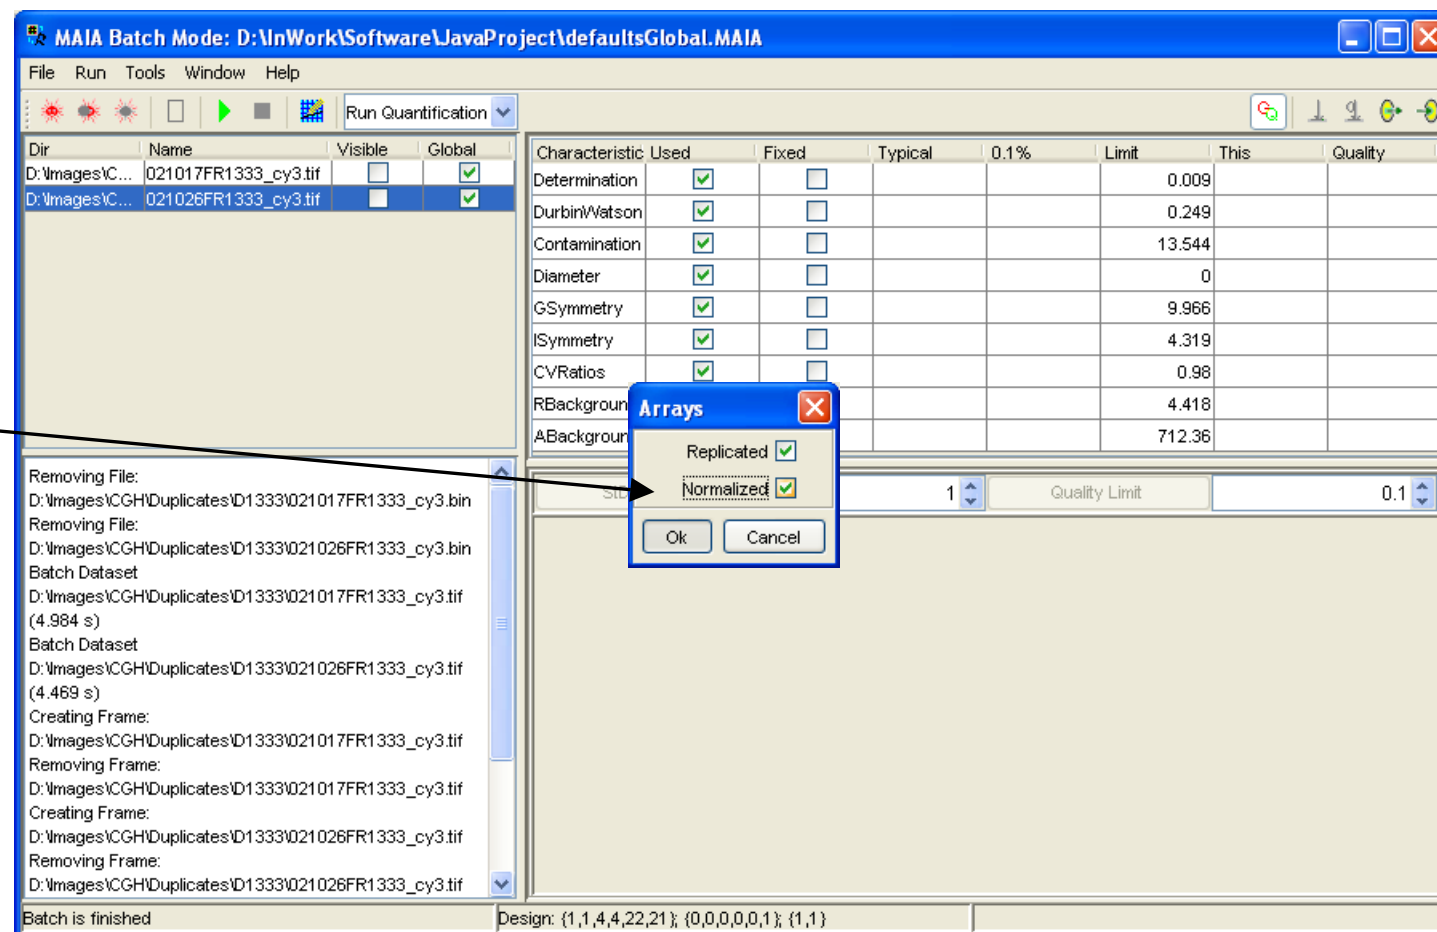 MAIA Batch Mode: D:\InWork\Software\JavaProject\defaultsGlobal.MAIA
File Run Tools Window Help
Run Quantification
Dir Name Visible Global
D:\Images\C... 021017FR1333_cy3.tif
D:\Images\C... 021026FR1333_cy3.tif
Characteristic Used Fixed Typical 0.1% Limit This Quality
Determination 0.009
DurbinWatson 0.249
Contamination 13.544
Diameter 0
GSymmetry 9.966
ISymmetry 4.319
CVRatios 0.98
RBackgroun 4.418
ABackgroun 712.36
Arrays
Replicated
Normalized
Ok Cancel
1 Quality Limit 0.1
Removing File:
D:\Images\CGH\Duplicates\D1333\021017FR1333_cy3.bin
Removing File:
D:\Images\CGH\Duplicates\D1333\021026FR1333_cy3.bin
Batch Dataset
D:\Images\CGH\Duplicates\D1333\021017FR1333_cy3.tif
(4.984 s)
Batch Dataset
D:\Images\CGH\Duplicates\D1333\021026FR1333_cy3.tif
(4.469 s)
Creating Frame:
D:\Images\CGH\Duplicates\D1333\021017FR1333_cy3.tif
Removing Frame:
D:\Images\CGH\Duplicates\D1333\021017FR1333_cy3.tif
Creating Frame:
D:\Images\CGH\Duplicates\D1333\021026FR1333_cy3.tif
Removing Frame:
D:\Images\CGH\Duplicates\D1333\021026FR1333_cy3.tif
Batch is finished
Design: {1,1,4,4,22,21}; {0,0,0,0,0,1}; {1,1}